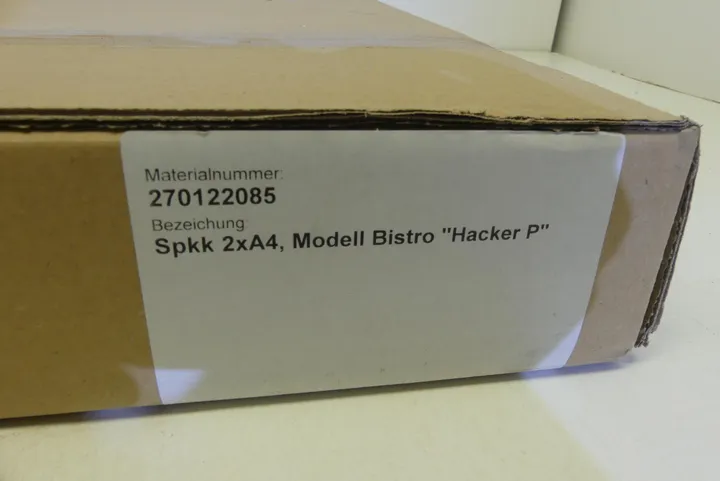 Materialnummer:
270122085
Bezeichung:
Spkk 2xA4, Modell Bistro "Hacker P"